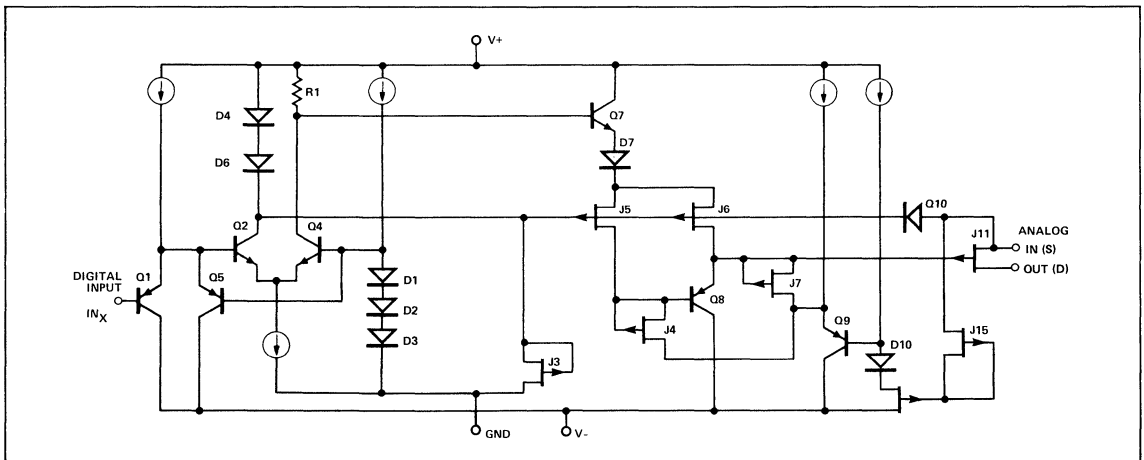 V+
R1
D4
Q7
D7
D6
J5
J6
Q10
J11
ANALOG
IN (S)
OUT (D)
Q2
Q4
DIGITAL
INPUT
INX
Q1
Q5
D1
D2
D3
Q8
J7
J4
Q9
D10
J15
J3
GND
V-